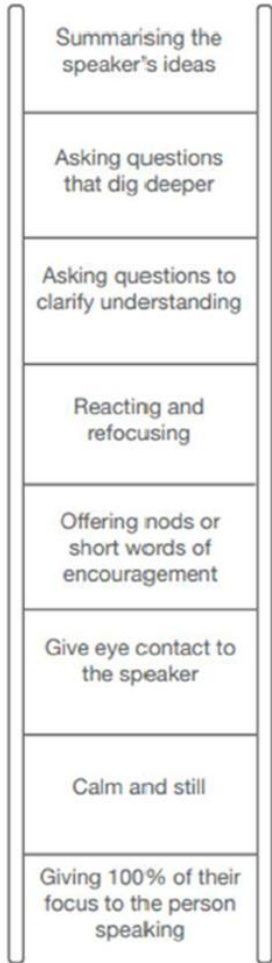 Summarising the
speaker's ideas
Asking questions
that dig deeper
Asking questions to
clarify understanding
Reacting and
refocusing
Offering nods or
short words of
encouragement
Give eye contact to
the speaker
Calm and still
Giving 100% of their
focus to the person
speaking